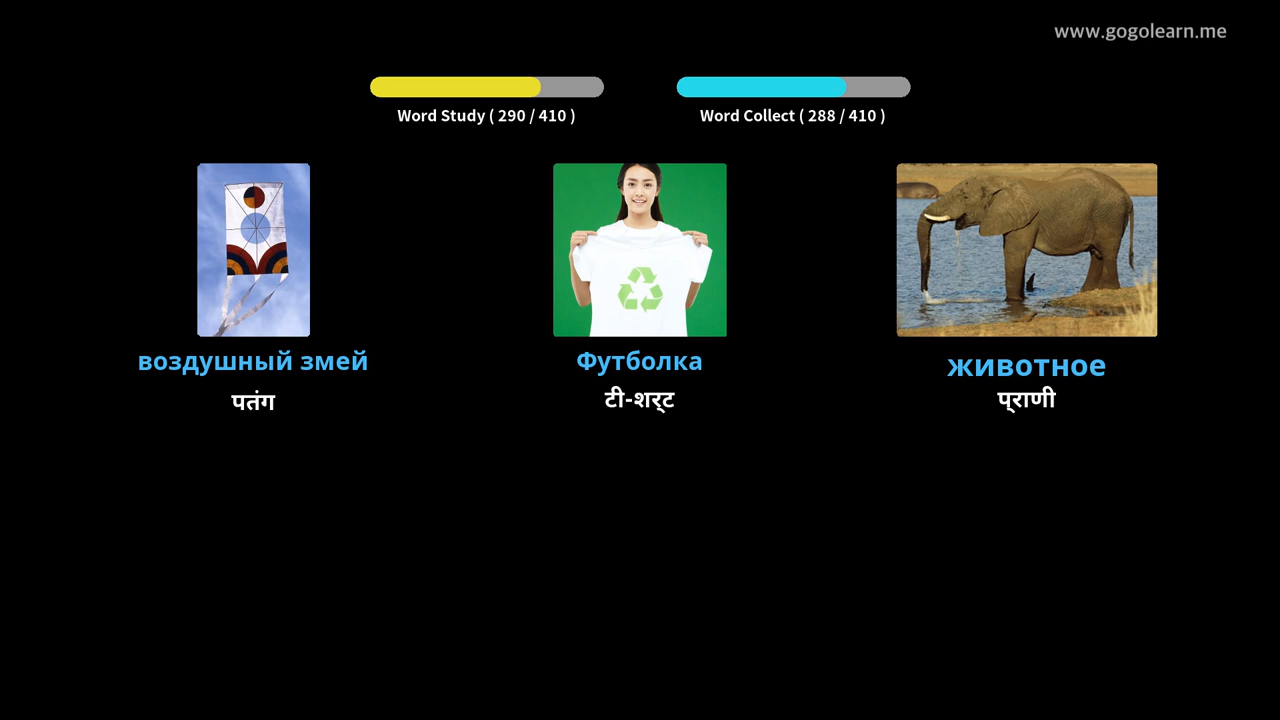 www.gogolearn.me
Word Study ( 290 / 410 )
Word Collect ( 288 / 410 )
воздушный змей
Футболка
животное
पतंग
टी-शर्ट
प्राणी